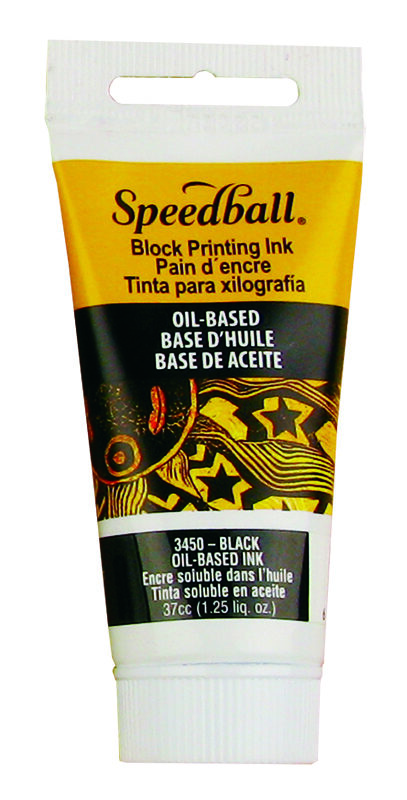 Speedball®
Block Printing Ink
Pain d´encre
Tinta para xilografía
OIL-BASED
BASE D'HUILE
BASE DE ACEITE
3450 – BLACK
OIL-BASED INK
Encre soluble dans l'huile
Tinta soluble en aceite
37cc (1.25 liq. oz.)